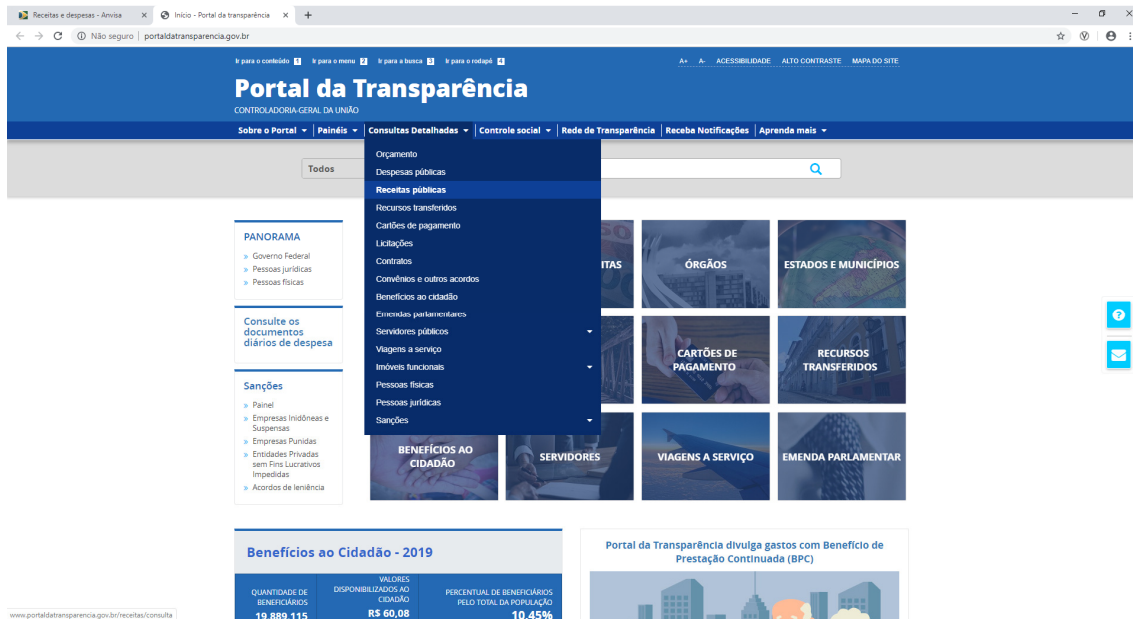 Receitas e despesas - Anvisa
Início - Portal da transparência
Não seguro | portaldatransparencia.gov.br
Ir para o conteúdo 1 Ir para o menu 2 Ir para a busca 3 Ir para o rodapé 4
A+ A- ACESSIBILIDADE ALTO CONTRASTE MAPA DO SITE
Portal da Transparência
CONTROLADORIA-GERAL DA UNIÃO
Sobre o Portal Painéis Consultas Detalhadas Controle social Rede de Transparência Receba Notificações Aprenda mais
Todos
Orçamento
Despesas públicas
Receitas públicas
Recursos transferidos
Cartões de pagamento
Licitações
Contratos
Convênios e outros acordos
Benefícios ao cidadão
Emendas parlamentares
Servidores públicos
Viagens a serviço
Imóveis funcionais
Pessoas físicas
Pessoas jurídicas
Sanções
PANORAMA
Governo Federal
Pessoas jurídicas
Pessoas físicas
Consulte os
documentos
diários de despesa
Sanções
Painel
Empresas Inidôneas e
Suspensas
Empresas Punidas
Entidades Privadas
sem Fins Lucrativos
Impedidas
Acordos de leniência
ITAS
ÓRGÃOS
ESTADOS E MUNICÍPIOS
CARTÕES DE
PAGAMENTO
RECURSOS
TRANSFERIDOS
BENEFÍCIOS AO
CIDADÃO
SERVIDORES
VIAGENS A SERVIÇO
EMENDA PARLAMENTAR
Benefícios ao Cidadão - 2019
QUANTIDADE DE
BENEFICIÁRIOS
19.889.115
VALORES
DISPONIBILIZADOS AO
CIDADÃO
R$ 60,08
PERCENTUAL DE BENEFICIÁRIOS
PELO TOTAL DA POPULAÇÃO
10,45%
Portal da Transparência divulga gastos com Benefício de
Prestação Continuada (BPC)
www.portaldatransparencia.gov.br/receitas/consulta